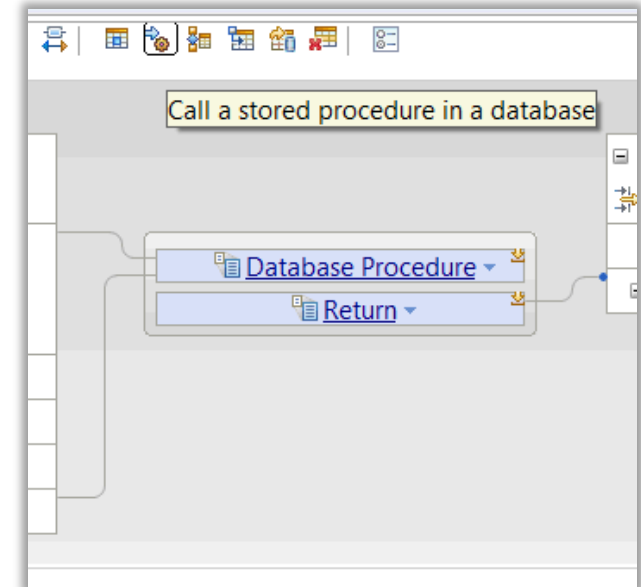 Call a stored procedure in a database
Database Procedure
Return